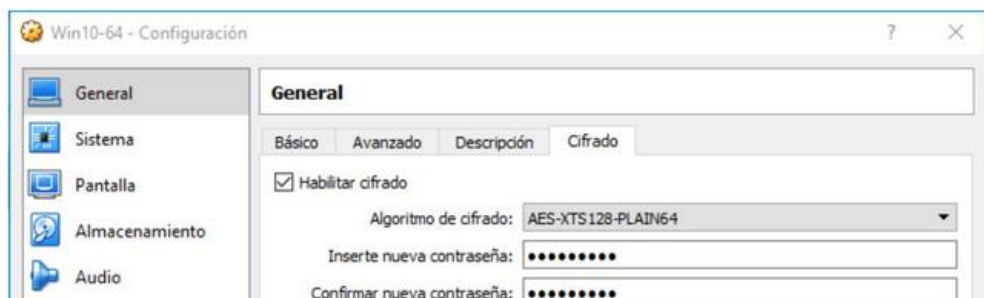 Win10-64 - Configuración ?
General
Sistema
Pantalla
Almacenamiento
Audio
General
Básico Avanzado Descripción Cifrado
Habilitar cifrado
Algoritmo de cifrado: AES-XTS128-PLAIN64
Inserte nueva contraseña: ●●●●●●●●●
Confirmar nueva contraseña: ●●●●●●●●●